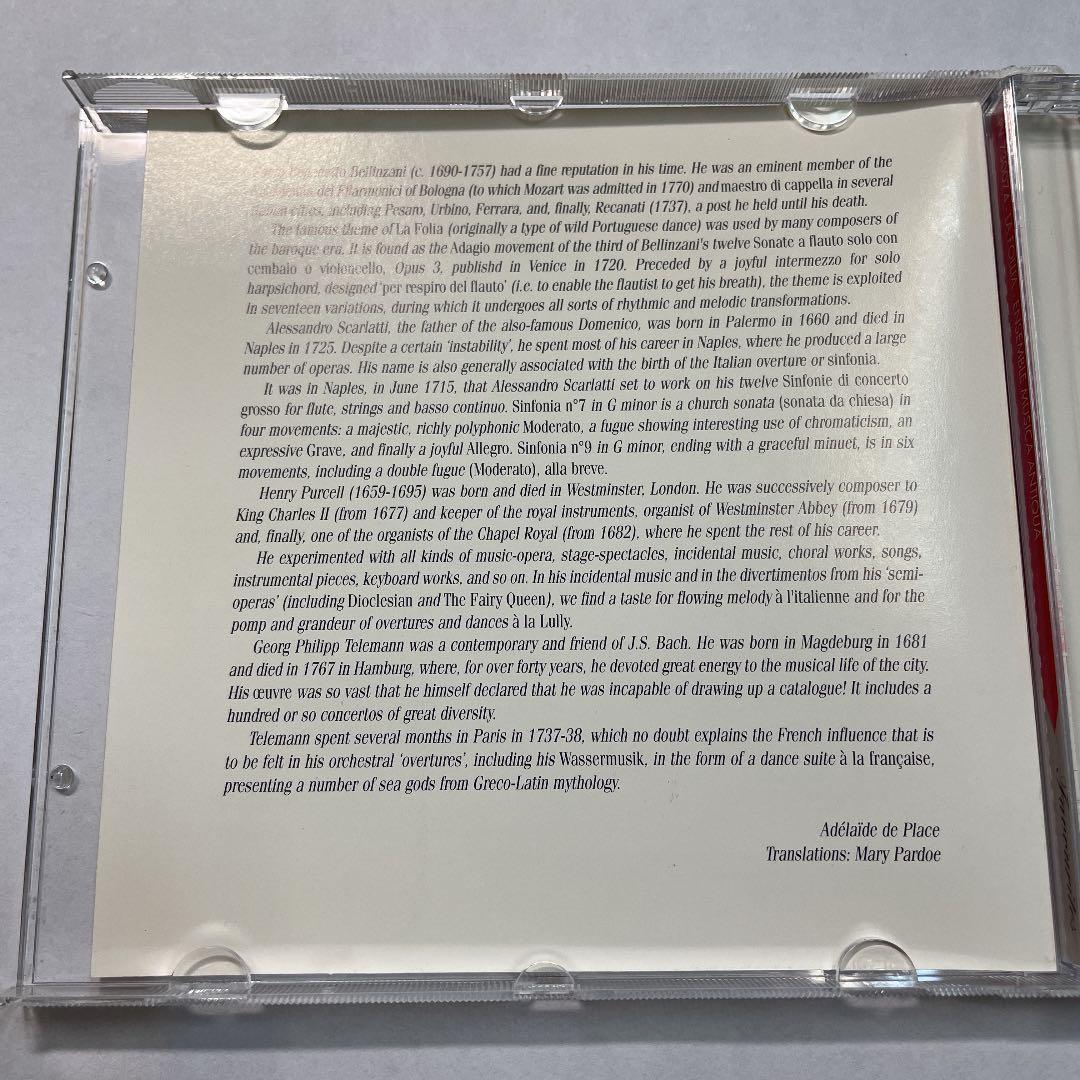 Bellinzani (c. 1690-1757) had a fine reputation in his time. He was an eminent member of the
dei Filarmonici of Bologna (to which Mozart was admitted in 1770) and maestro di cappella in several
cities, including Pesaro, Urbino, Ferrara, and, finally, Recanati (1737), a post he held until his death.
The famous theme of La Folia (originally a type of wild Portuguese dance) was used by many composers of
the baroque era. It is found as the Adagio movement of the third of Bellinzani's twelve Sonate a flauto solo con
cembalo o violoncello, Opus 3, publishd in Venice in 1720. Preceded by a joyful intermezzo for solo
harpsichord, designed 'per respiro del flauto' (i.e. to enable the flautist to get his breath), the theme is exploited
in seventeen variations, during which it undergoes all sorts of rhythmic and melodic transformations.
Alessandro Scarlatti, the father of the also-famous Domenico, was born in Palermo in 1660 and died in
Naples in 1725. Despite a certain 'instability', he spent most of his career in Naples, where he produced a large
number of operas. His name is also generally associated with the birth of the Italian overture or sinfonia.
It was in Naples, in June 1715, that Alessandro Scarlatti set to work on his twelve Sinfonie di concerto
grosso for flute, strings and basso continuo. Sinfonia n°7 in G minor is a church sonata (sonata da chiesa) in
four movements: a majestic, richly polyphonic Moderato, a fugue showing interesting use of chromaticism, an
expressive Grave, and finally a joyful Allegro. Sinfonia n°9 in G minor, ending with a graceful minuet, is in six
movements, including a double fugue (Moderato), alla breve.
Henry Purcell (1659-1695) was born and died in Westminster, London. He was successively composer to
King Charles II (from 1677) and keeper of the royal instruments, organist of Westminster Abbey (from 1679)
and, finally, one of the organists of the Chapel Royal (from 1682), where he spent the rest of his career.
He experimented with all kinds of music-opera, stage-spectacles, incidental music, choral works, songs,
instrumental pieces, keyboard works, and so on. In his incidental music and in the divertimentos from his 'semi-
operas' (including Dioclesian and The Fairy Queen), we find a taste for flowing melody à l'italienne and for the
pomp and grandeur of overtures and dances à la Lully.
Georg Philipp Telemann was a contemporary and friend of J.S. Bach. He was born in Magdeburg in 1681
and died in 1767 in Hamburg, where, for over forty years, he devoted great energy to the musical life of the city.
His œuvre was so vast that he himself declared that he was incapable of drawing up a catalogue! It includes a
hundred or so concertos of great diversity.
Telemann spent several months in Paris in 1737-38, which no doubt explains the French influence that is
to be felt in his orchestral 'overtures', including his Wassermusik, in the form of a dance suite à la française,
presenting a number of sea gods from Greco-Latin mythology.
Adélaïde de Place
Translations: Mary Pardoe
ENSEMBLE MUSICA ANTIQUA